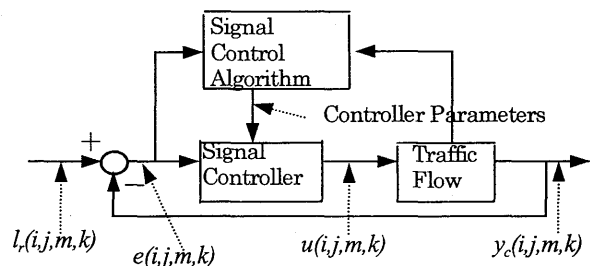 Signal
Control
Algorithm
Controller Parameters
+
Signal
Controller
Traffic
Flow
−
l_r(i,j,m,k)
e(i,j,m,k)
u(i,j,m,k)
y_c(i,j,m,k)